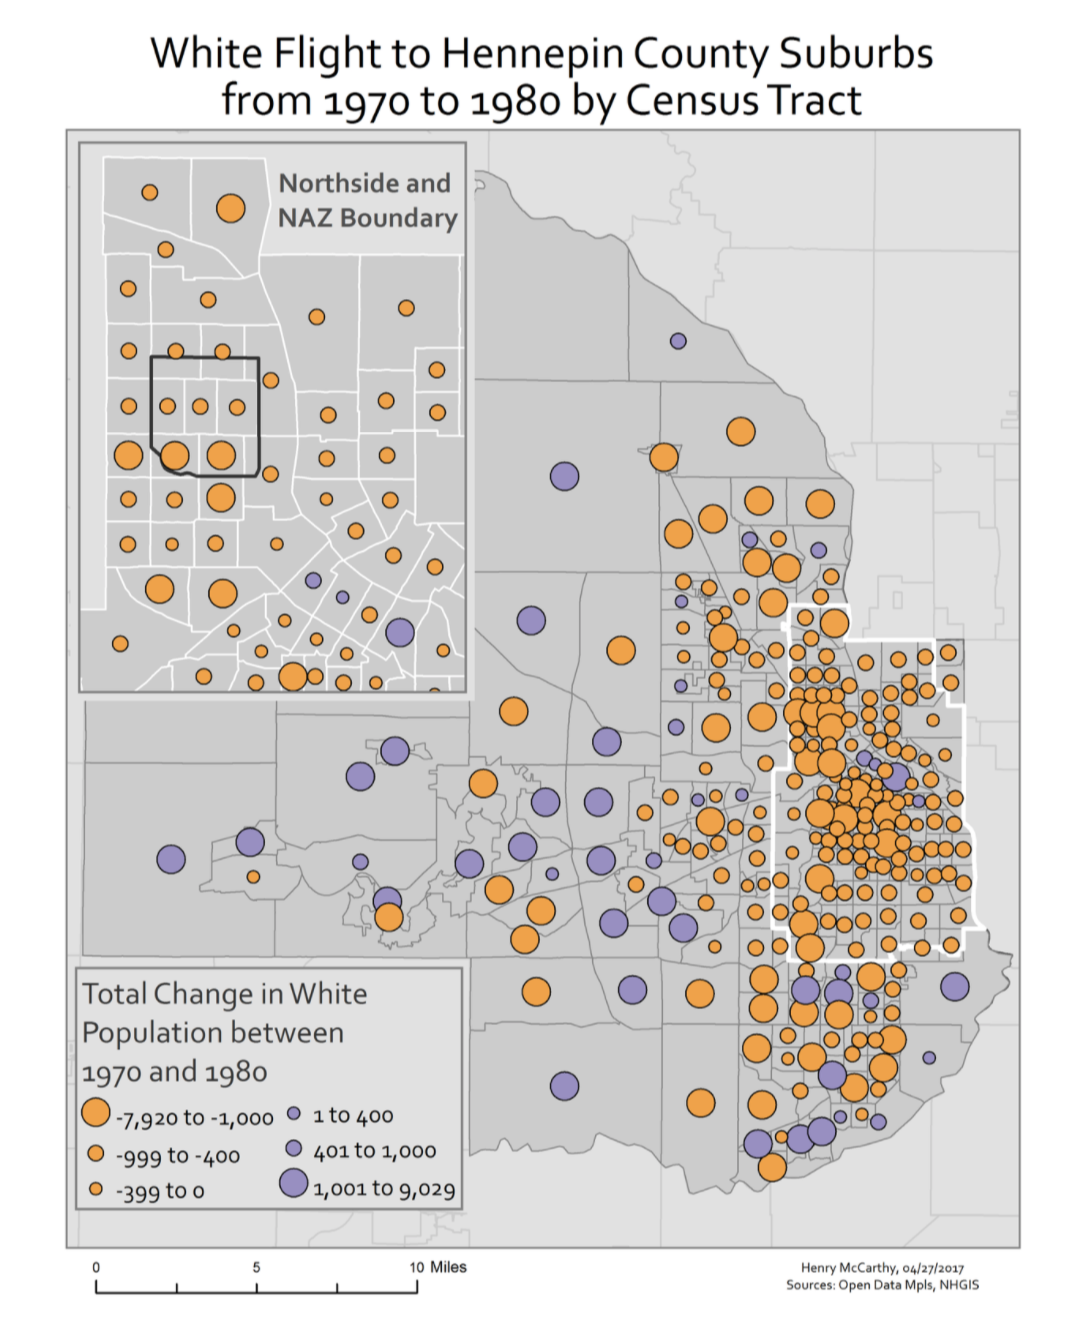 White Flight to Hennepin County Suburbs
from 1970 to 1980 by Census Tract
Northside and
NAZ Boundary
Total Change in White
Population between
1970 and 1980
-7,920 to -1,000
-999 to -400
-399 to 0
1 to 400
401 to 1,000
1,001 to 9,029
0 5 10 Miles
Henry McCarthy, 04/27/2017
Sources: Open Data Mpls, NHGIS